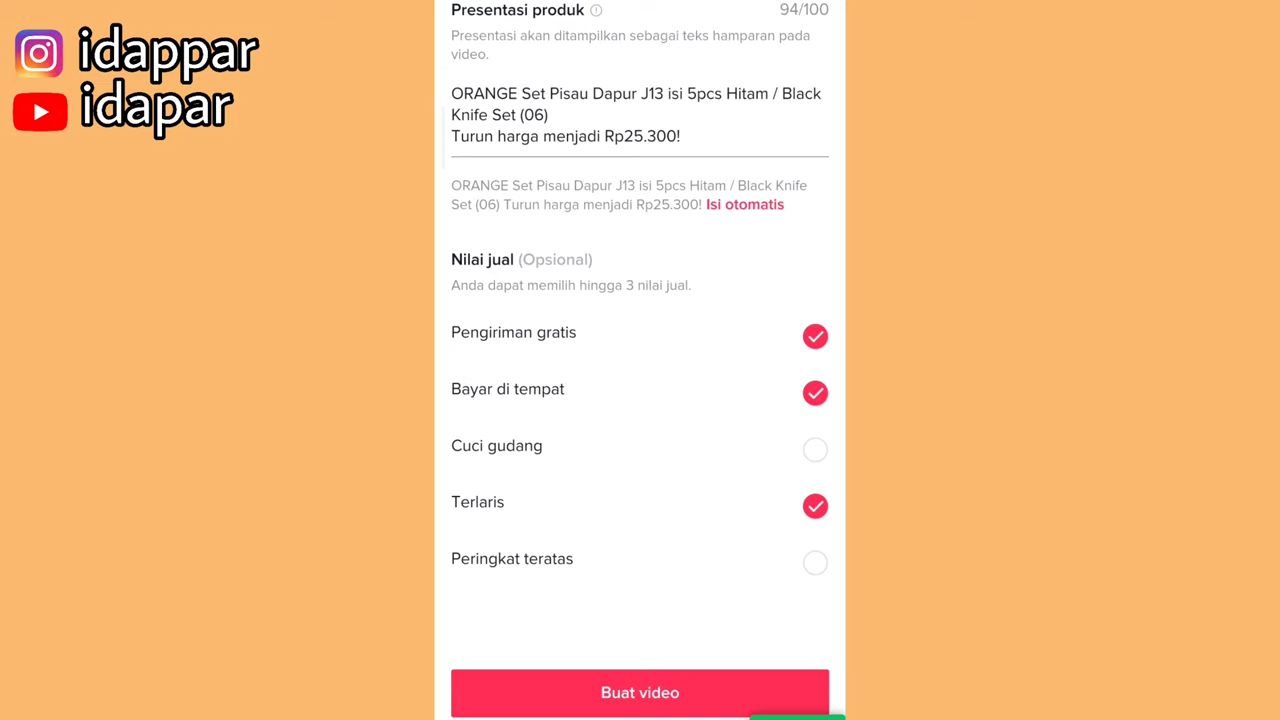 idappar
idapar
Presentasi produk
94/100
Presentasi akan ditampilkan sebagai teks hamparan pada
video.
ORANGE Set Pisau Dapur J13 isi 5pcs Hitam / Black
Knife Set (06)
Turun harga menjadi Rp25.300!
ORANGE Set Pisau Dapur J13 isi 5pcs Hitam / Black Knife
Set (06) Turun harga menjadi Rp25.300! Isi otomatis
Nilai jual (Opsional)
Anda dapat memilih hingga 3 nilai jual.
Pengiriman gratis
Bayar di tempat
Cuci gudang
Terlaris
Peringkat teratas
Buat video